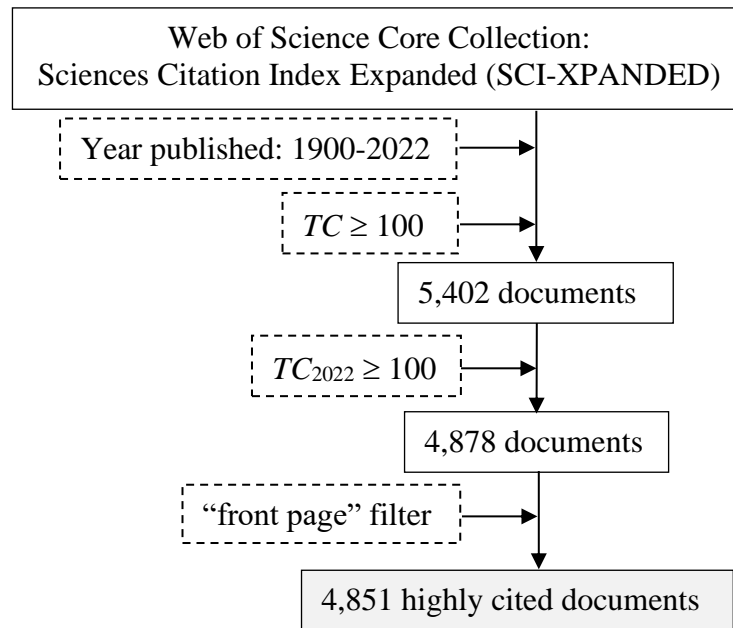 Web of Science Core Collection:
Sciences Citation Index Expanded (SCI-XPANDED)
Year published: 1900-2022
TC ≥ 100
5,402 documents
TC2022 ≥ 100
4,878 documents
“front page” filter
4,851 highly cited documents